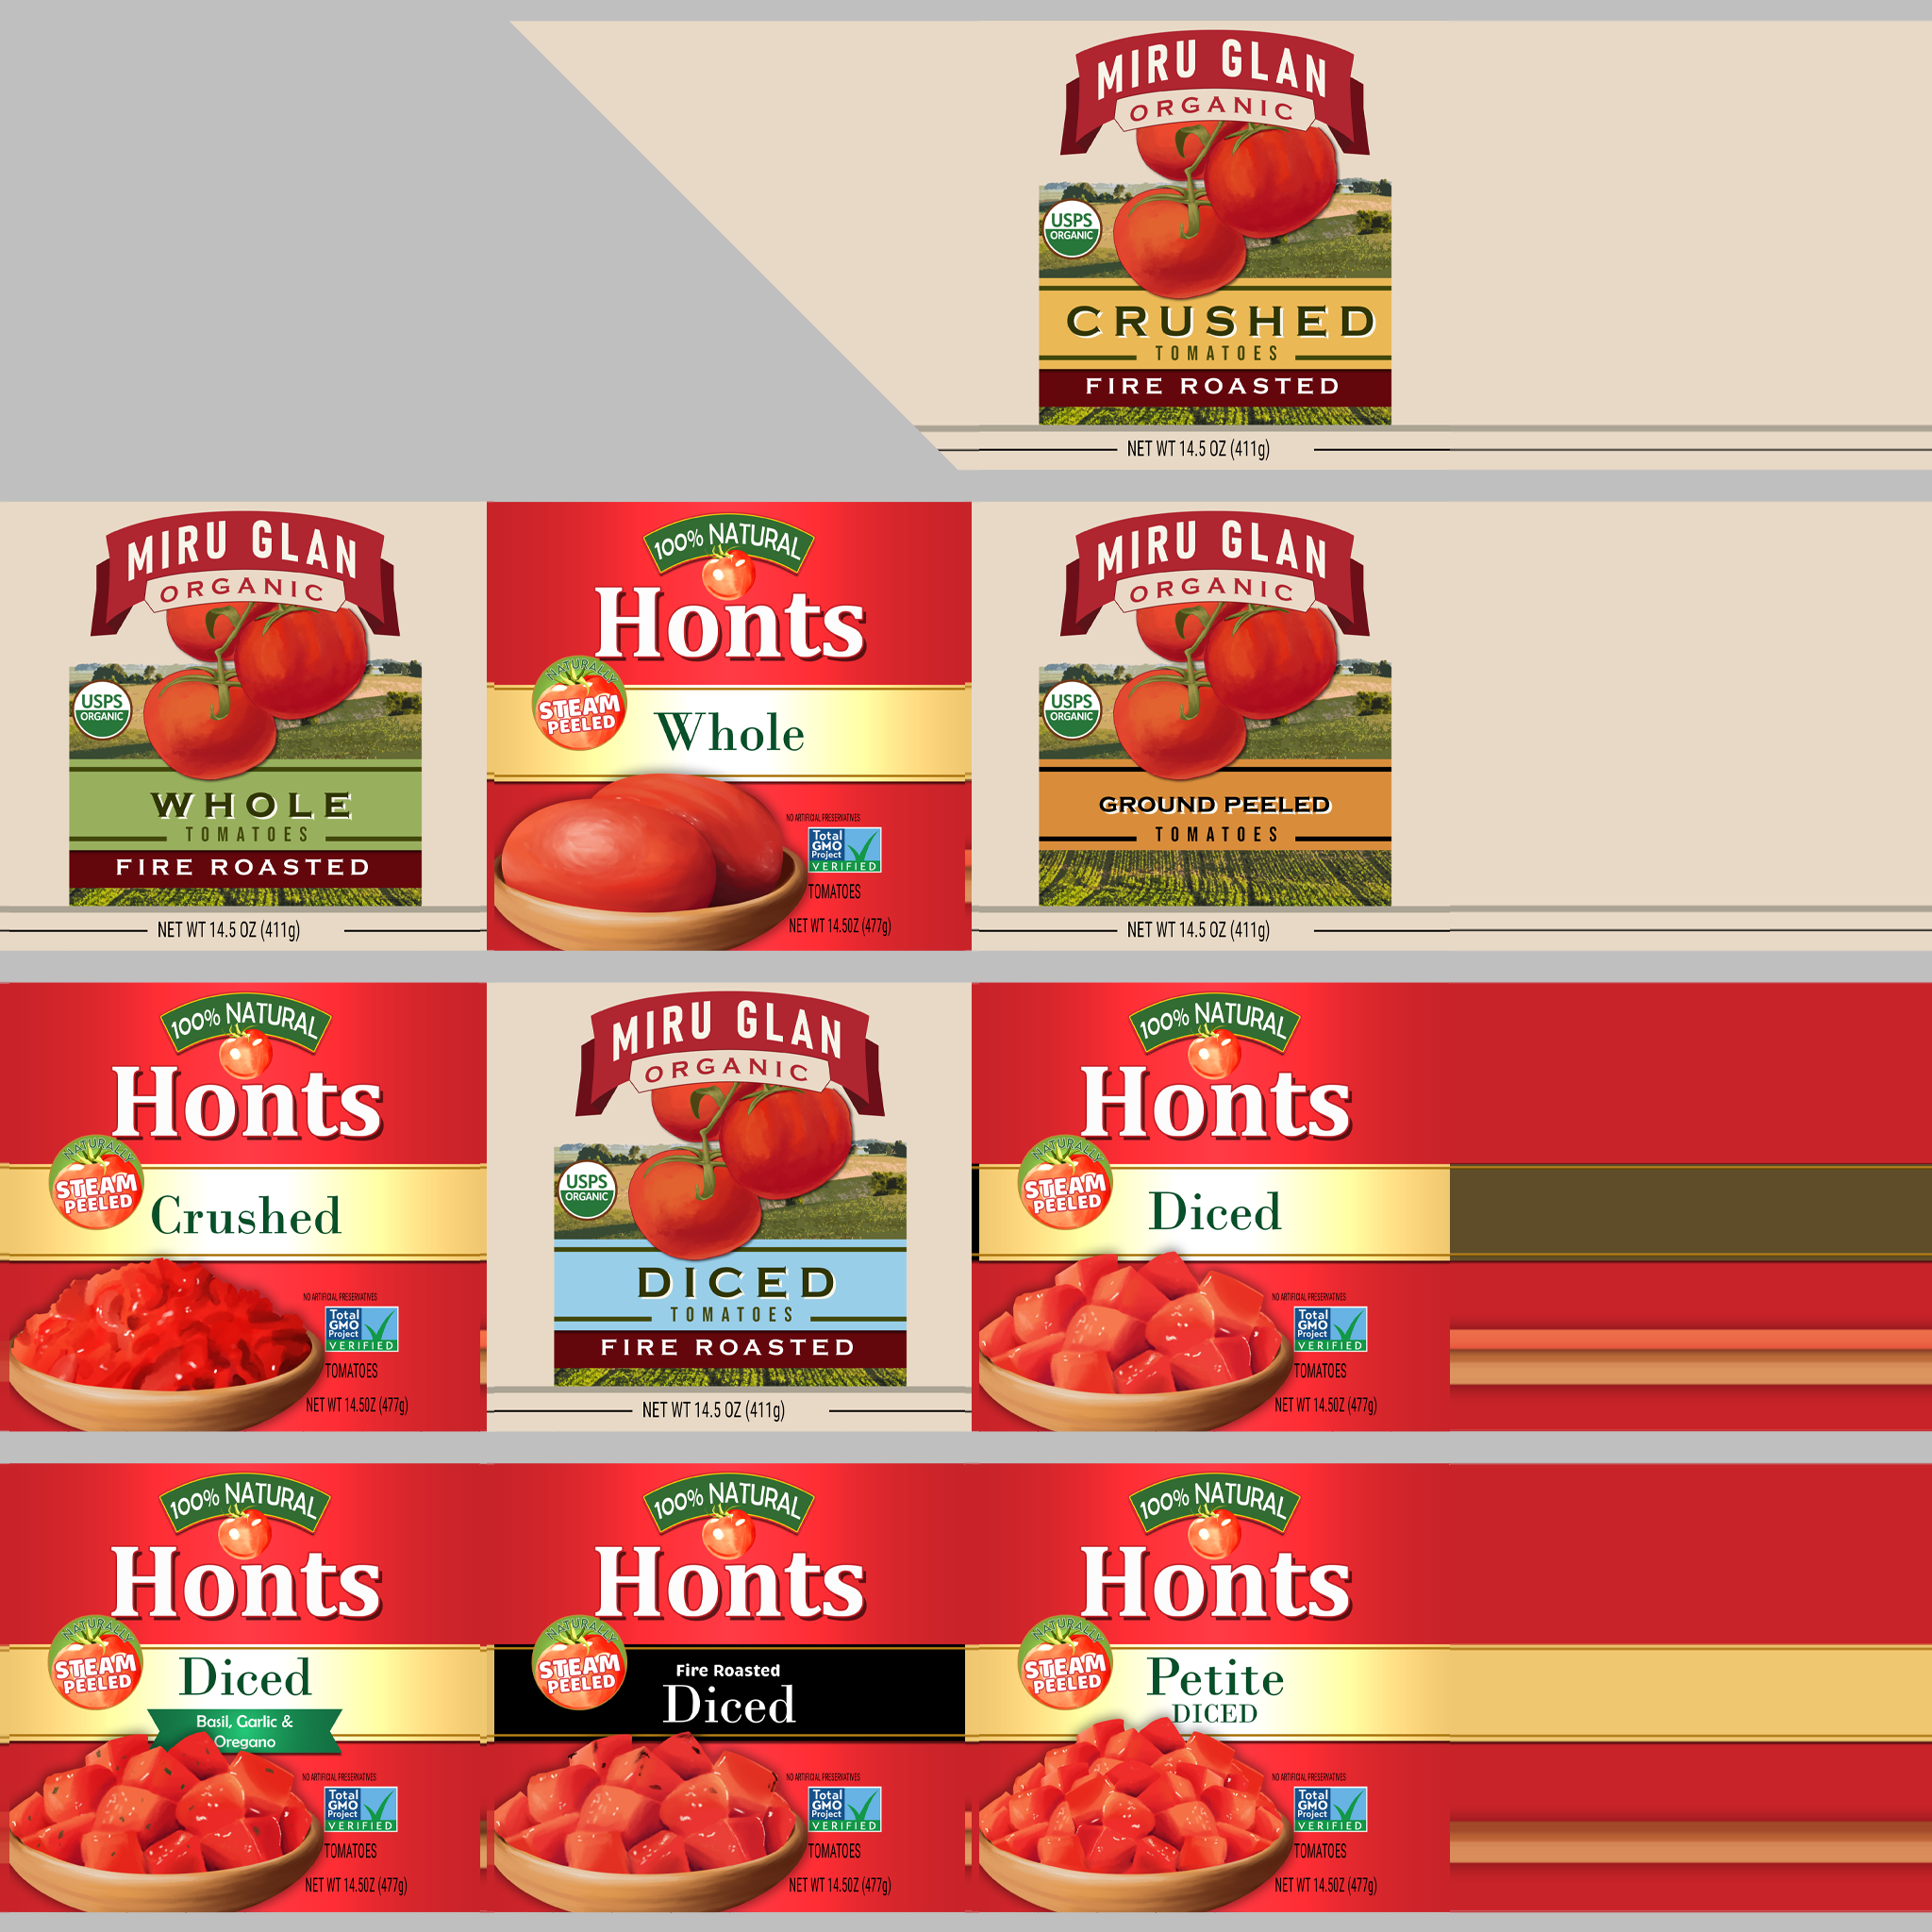 MIRU GLAN
ORGANIC
USPS
ORGANIC
CRUSHED
TOMATOES
FIRE ROASTED
NET WT 14.5 OZ (411g)
MIRU GLAN
ORGANIC
USPS
ORGANIC
WHOLE
TOMATOES
FIRE ROASTED
NET WT 14.5 OZ (411g)
100% NATURAL
Honts
NATURALLY
STEAM
PEELED
Whole
NO ARTIFICIAL PRESERVATIVES
Total
GMO
Project
VERIFIED
TOMATOES
NET WT 14.5OZ (477g)
MIRU GLAN
ORGANIC
USPS
ORGANIC
GROUND PEELED
TOMATOES
NET WT 14.5 OZ (411g)
100% NATURAL
Honts
NATURALLY
STEAM
PEELED
Crushed
NO ARTIFICIAL PRESERVATIVES
Total
GMO
Project
VERIFIED
TOMATOES
NET WT 14.5OZ (477g)
MIRU GLAN
ORGANIC
USPS
ORGANIC
DICED
TOMATOES
FIRE ROASTED
NET WT 14.5 OZ (411g)
100% NATURAL
Honts
NATURALLY
STEAM
PEELED
Diced
NO ARTIFICIAL PRESERVATIVES
Total
GMO
Project
VERIFIED
TOMATOES
NET WT 14.5OZ (477g)
100% NATURAL
Honts
NATURALLY
STEAM
PEELED
Diced
Basil, Garlic &
Oregano
NO ARTIFICIAL PRESERVATIVES
Total
GMO
Project
VERIFIED
TOMATOES
NET WT 14.5OZ (477g)
100% NATURAL
Honts
NATURALLY
STEAM
PEELED
Fire Roasted
Diced
NO ARTIFICIAL PRESERVATIVES
Total
GMO
Project
VERIFIED
TOMATOES
NET WT 14.5OZ (477g)
100% NATURAL
Honts
NATURALLY
STEAM
PEELED
Petite
DICED
NO ARTIFICIAL PRESERVATIVES
Total
GMO
Project
VERIFIED
TOMATOES
NET WT 14.5OZ (477g)